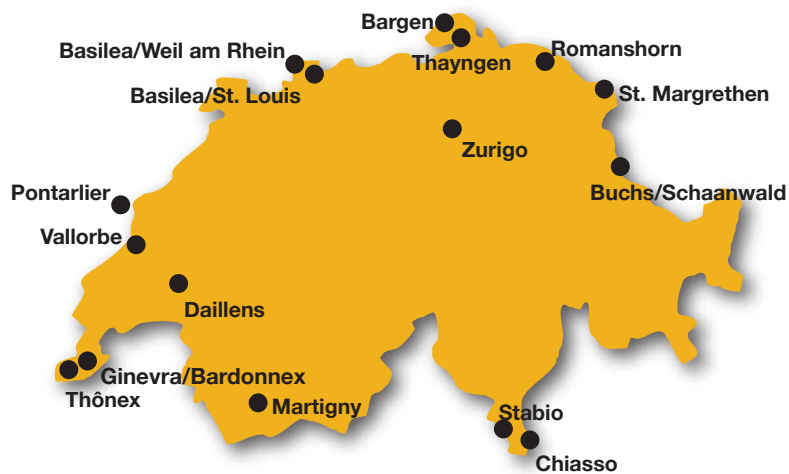 Bargen
Basilea/Weil am Rhein
Romanshorn
Thayngen
Basilea/St. Louis
St. Margrethen
Zurigo
Pontarlier
Buchs/Schaanwald
Vallorbe
Daillens
Ginevra/Bardonnex
Thônex
Martigny
Stabio
Chiasso